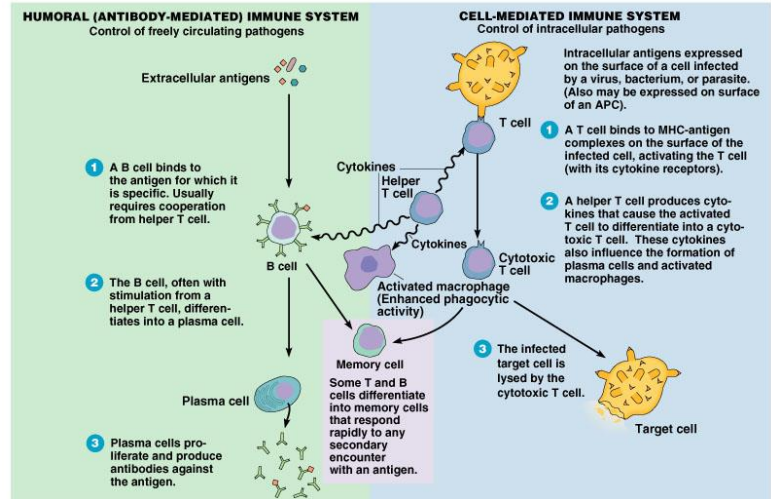 HUMORAL (ANTIBODY-MEDIATED) IMMUNE SYSTEM
Control of freely circulating pathogens
Extracellular antigens
1 A B cell binds to
the antigen for which it
is specific. Usually
requires cooperation
from helper T cell.
B cell
2 The B cell, often with
stimulation from a
helper T cell, differen-
tiates into a plasma cell.
Plasma cell
3 Plasma cells pro-
liferate and produce
antibodies against
the antigen.
Cytokines
Helper
T cell
Cytokines
Activated macrophage
(Enhanced phagocytic
activity)
Memory cell
Some T and B
cells differentiate
into memory cells
that respond
rapidly to any
secondary
encounter
with an antigen.
CELL-MEDIATED IMMUNE SYSTEM
Control of intracellular pathogens
Intracellular antigens expressed
on the surface of a cell infected
by a virus, bacterium, or parasite.
(Also may be expressed on surface
of an APC).
T cell
1 A T cell binds to MHC-antigen
complexes on the surface of the
infected cell, activating the T cell
(with its cytokine receptors).
2 A helper T cell produces cyto-
kines that cause the activated
T cell to differentiate into a cyto-
toxic T cell. These cytokines
also influence the formation of
plasma cells and activated
macrophages.
Cytotoxic
T cell
3 The infected
target cell is
lysed by the
cytotoxic T cell.
Target cell